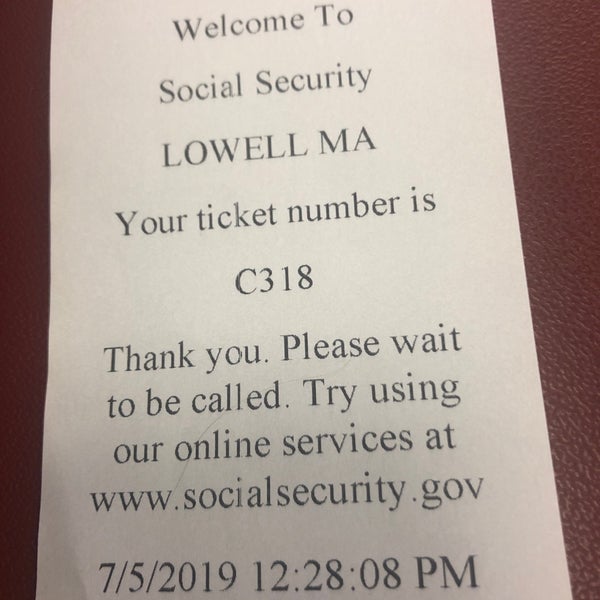 Welcome To
Social Security
LOWELL MA
Your ticket number is
C318
Thank you. Please wait
to be called. Try using
our online services at
www.socialsecurity.gov
7/5/2019 12:28:08 PM